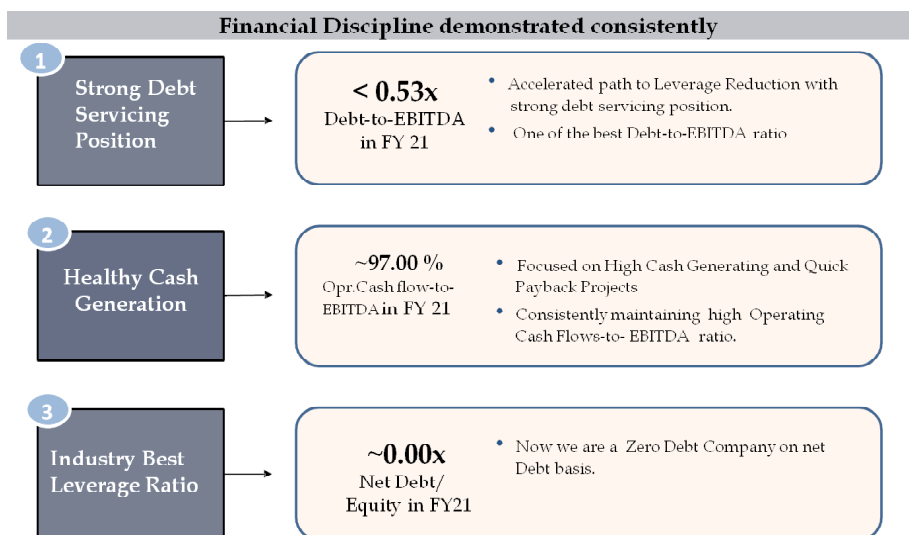 Financial Discipline demonstrated consistently
1
Strong Debt
Servicing
Position
< 0.53x
Debt-to-EBITDA
in FY 21
• Accelerated path to Leverage Reduction with
strong debt servicing position.
• One of the best Debt-to-EBITDA ratio
2
Healthy Cash
Generation
~97.00 %
Opr.Cash flow-to-
EBITDA in FY 21
• Focused on High Cash Generating and Quick
Payback Projects
• Consistently maintaining high Operating
Cash Flows-to- EBITDA ratio.
3
Industry Best
Leverage Ratio
~0.00x
Net Debt/
Equity in FY21
• Now we are a Zero Debt Company on net
Debt basis.